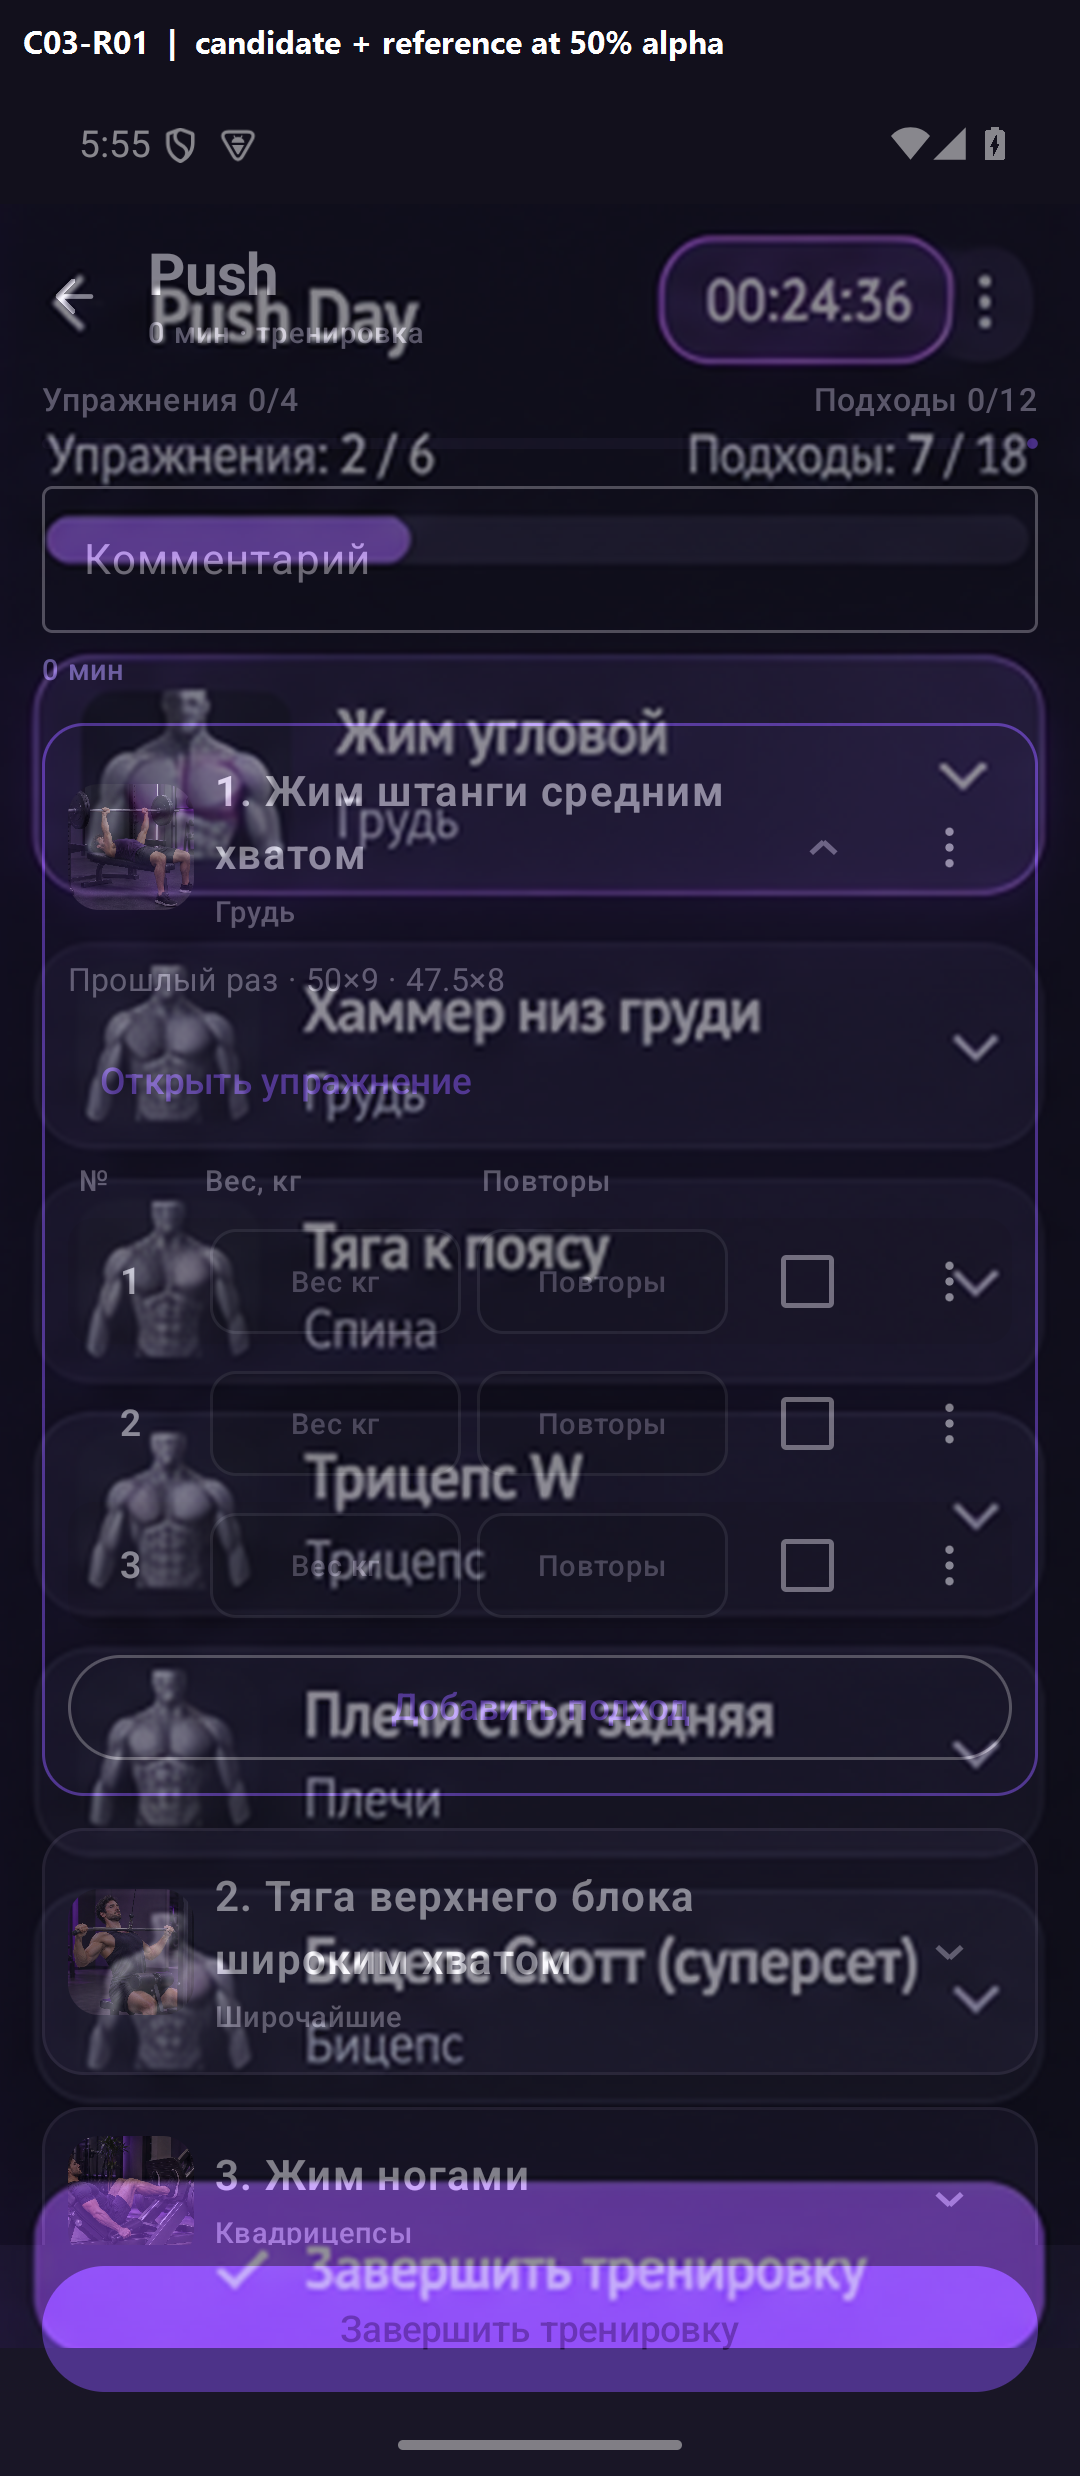 C03-R01 | candidate + reference at 50% alpha
5:55
Push
Push Day
00:24:36
0 мин · тренировка
Упражнения 0/4
Подходы 0/12
Упражнения: 2 / 6
Подходы: 7 / 18
Комментарий
0 мин
Жим угловой
1. Жим штанги средним
Грудь
хватом
Грудь
Прошлый раз · 50×9 · 47.5×8
Хаммер низ груди
Открыть упражнение
Грудь
№ Вес, кг Повторы
Тяга к поясу
1 Вес кг Повторы
Спина
2 Вес кг Повторы
Трицепс W
3 Вес кг Повторы
Трицепс
Добавить подход
Плечи стоя задняя
Плечи
2. Тяга верхнего блока
широким хватом
Бицепс Скотт (суперсет)
Широчайшие
Бицепс
3. Жим ногами
Квадрицепсы
Завершить тренировку
Завершить тренировку